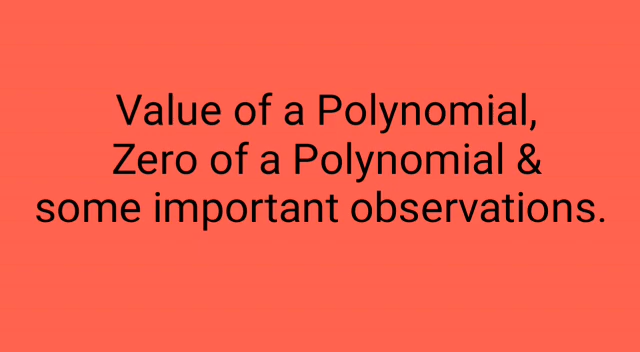 Value of a Polynomial,
Zero of a Polynomial &
some important observations.